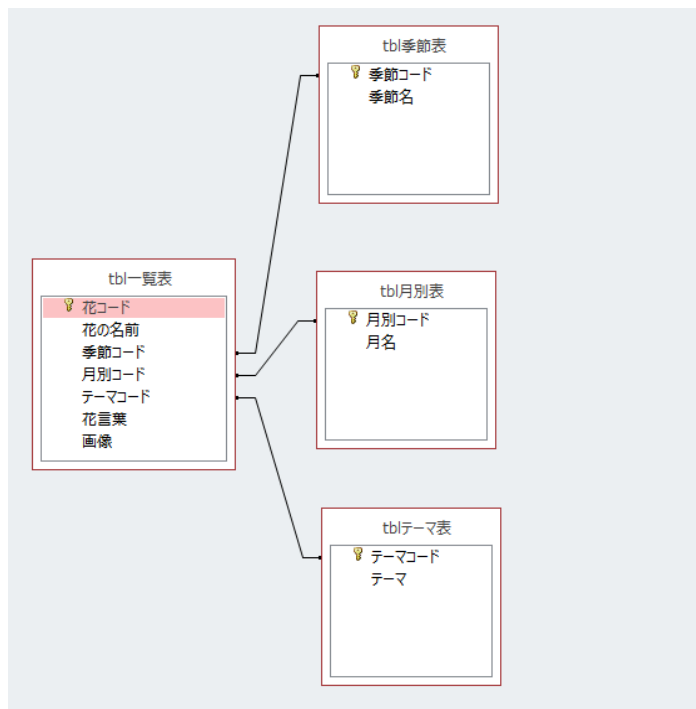 tbl季節表
季節コード
季節名
tbl一覧表
花コード
花の名前
季節コード
月別コード
テーマコード
花言葉
画像
tbl月別表
月別コード
月名
tblテーマ表
テーマコード
テーマ